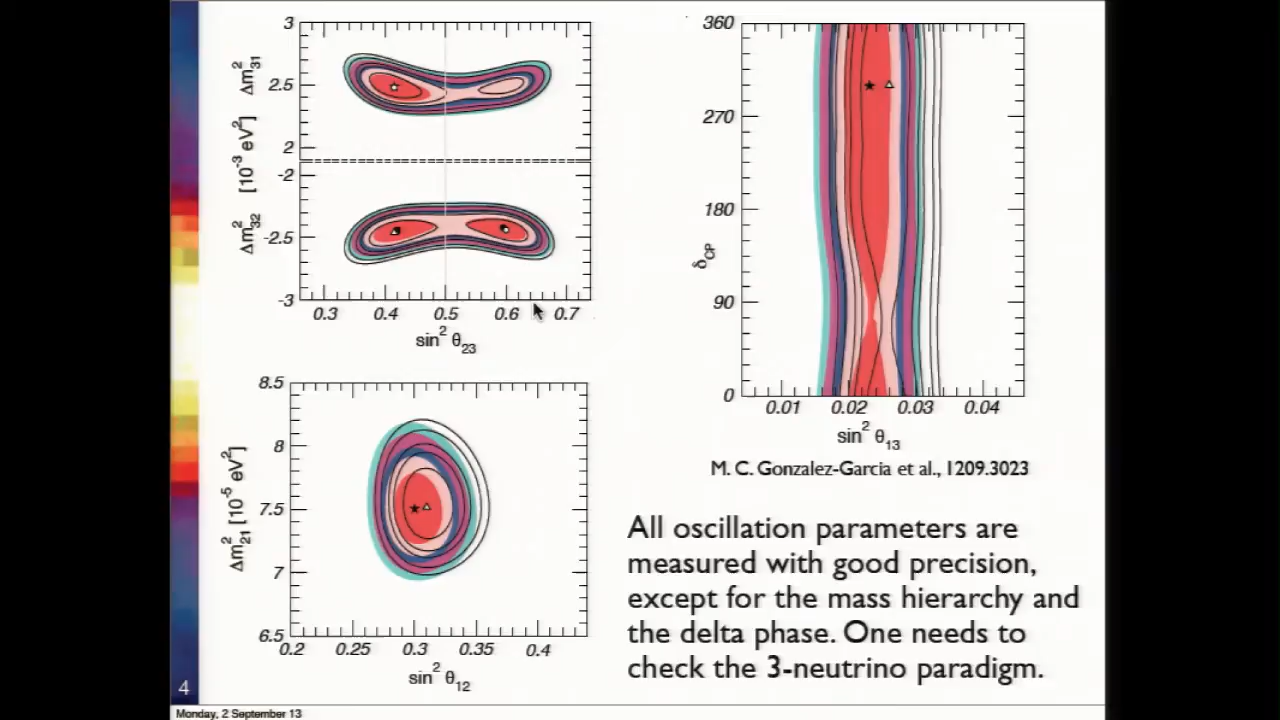 3
2.5
2
-2
-2.5
-3
Δm²₃₁
[10⁻³ eV²]
Δm²₃₂
0.3 0.4 0.5 0.6 0.7
sin² θ₂₃
8.5
8
7.5
7
6.5
Δm²₂₁ [10⁻⁵ eV²]
0.2 0.25 0.3 0.35 0.4
sin² θ₁₂
360
270
180
90
0
δCP
0.01 0.02 0.03 0.04
sin² θ₁₃
M. C. Gonzalez-Garcia et al., 1209.3023
All oscillation parameters are
measured with good precision,
except for the mass hierarchy and
the delta phase. One needs to
check the 3-neutrino paradigm.
4
Monday, 2 September 13